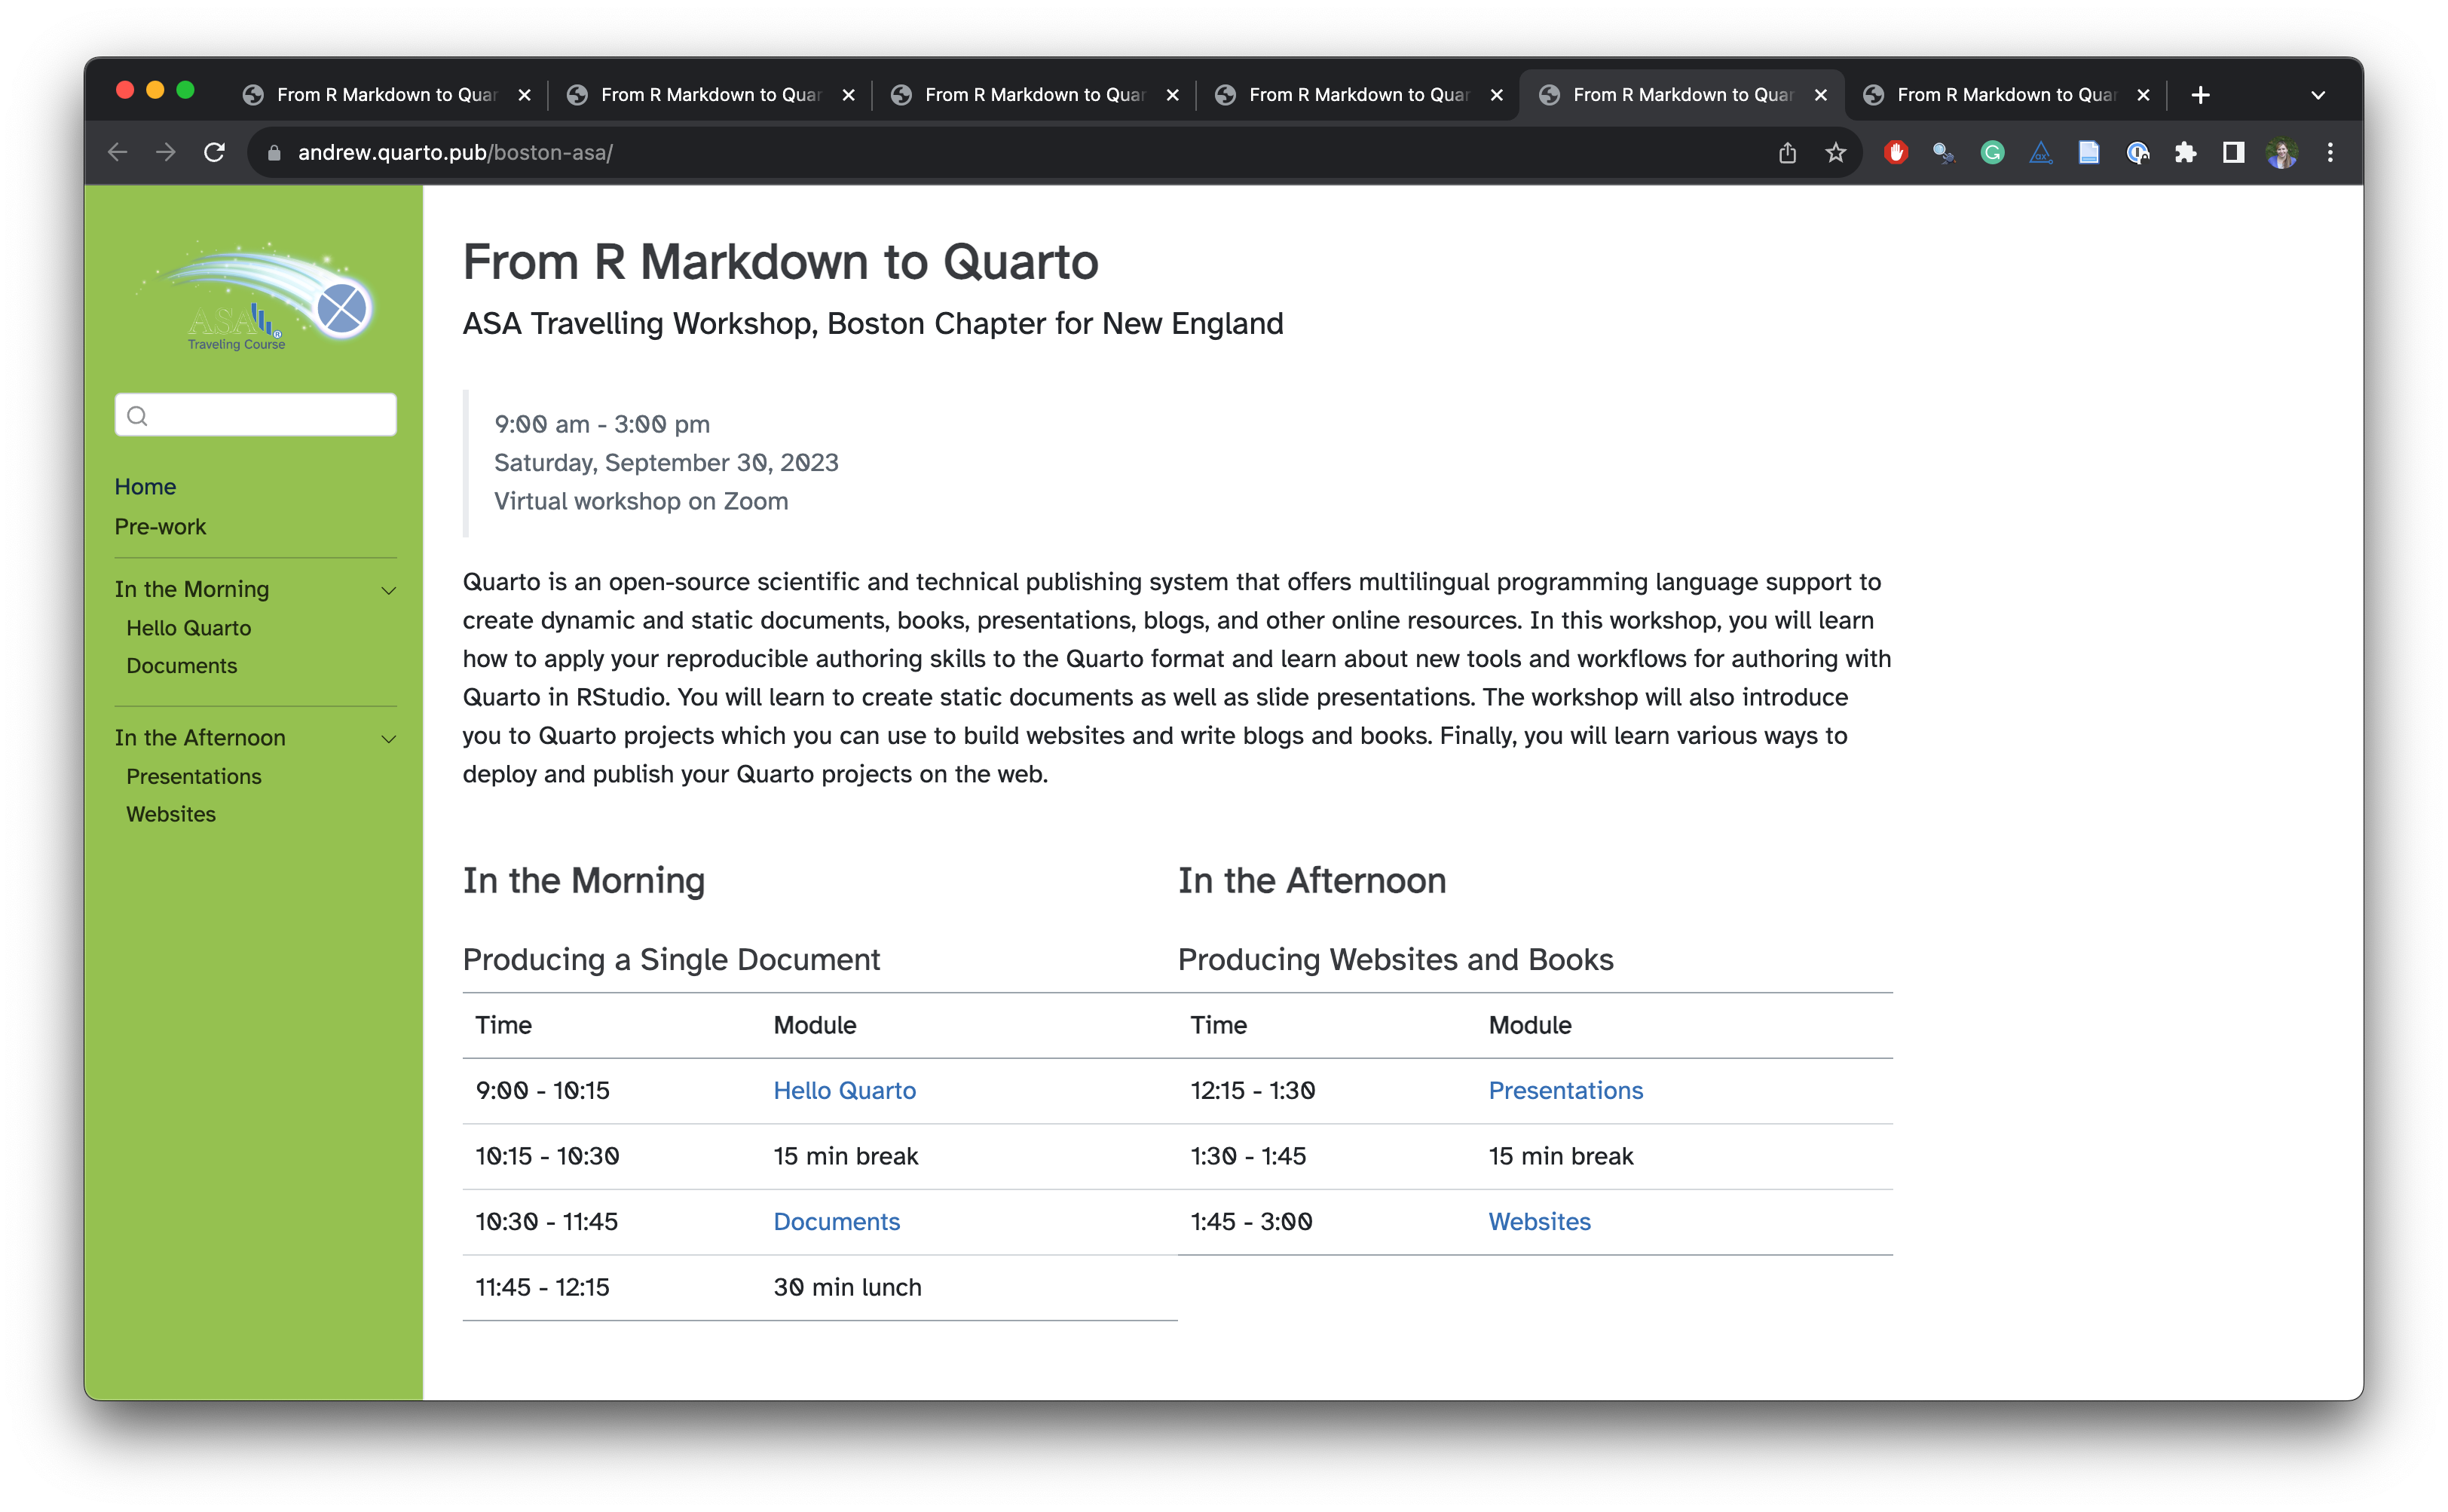 From R Markdown to Quar
From R Markdown to Quar
From R Markdown to Quar
From R Markdown to Quar
From R Markdown to Quar
From R Markdown to Quar
andrew.quarto.pub/boston-asa/
ASA
Traveling Course
Home
Pre-work
In the Morning
Hello Quarto
Documents
In the Afternoon
Presentations
Websites
From R Markdown to Quarto
ASA Travelling Workshop, Boston Chapter for New England
9:00 am - 3:00 pm
Saturday, September 30, 2023
Virtual workshop on Zoom
Quarto is an open-source scientific and technical publishing system that offers multilingual programming language support to
create dynamic and static documents, books, presentations, blogs, and other online resources. In this workshop, you will learn
how to apply your reproducible authoring skills to the Quarto format and learn about new tools and workflows for authoring with
Quarto in RStudio. You will learn to create static documents as well as slide presentations. The workshop will also introduce
you to Quarto projects which you can use to build websites and write blogs and books. Finally, you will learn various ways to
deploy and publish your Quarto projects on the web.
In the Morning
Producing a Single Document
Time Module
9:00 - 10:15 Hello Quarto
10:15 - 10:30 15 min break
10:30 - 11:45 Documents
11:45 - 12:15 30 min lunch
In the Afternoon
Producing Websites and Books
Time Module
12:15 - 1:30 Presentations
1:30 - 1:45 15 min break
1:45 - 3:00 Websites